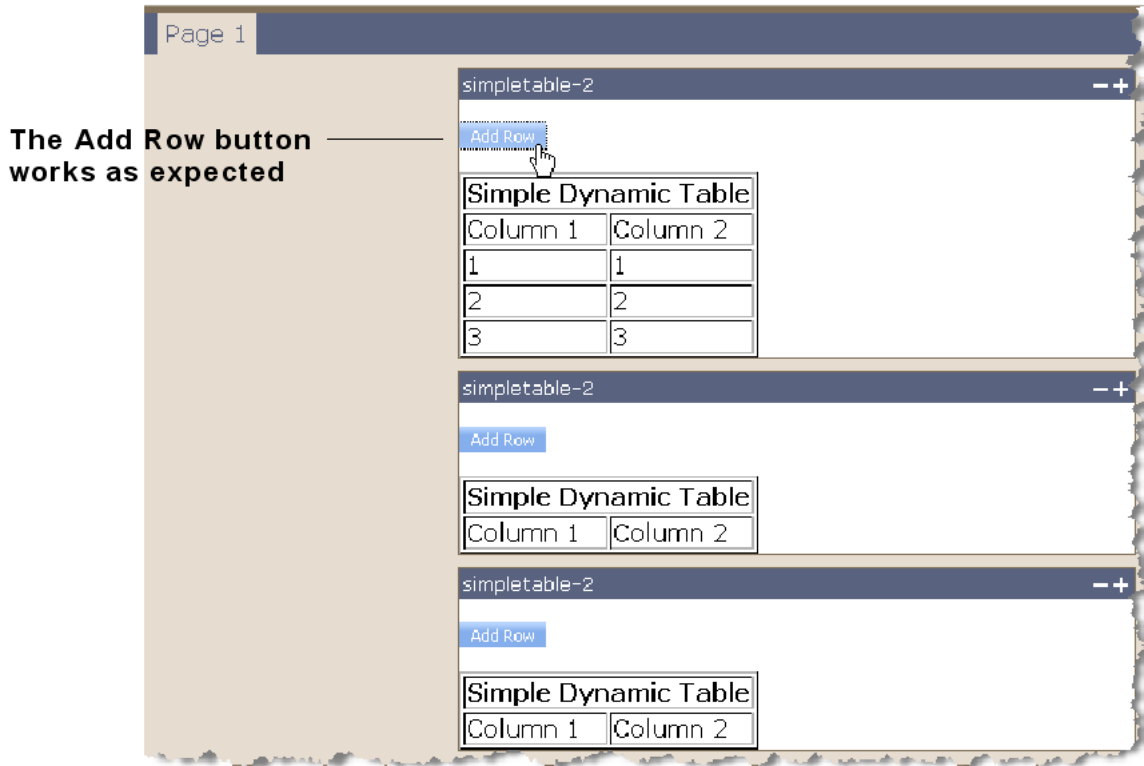 Page 1
simpletable-2
The Add Row button
works as expected
Add Row
Simple Dynamic Table
Column 1 Column 2
1 1
2 2
3 3
simpletable-2
Add Row
Simple Dynamic Table
Column 1 Column 2
simpletable-2
Add Row
Simple Dynamic Table
Column 1 Column 2